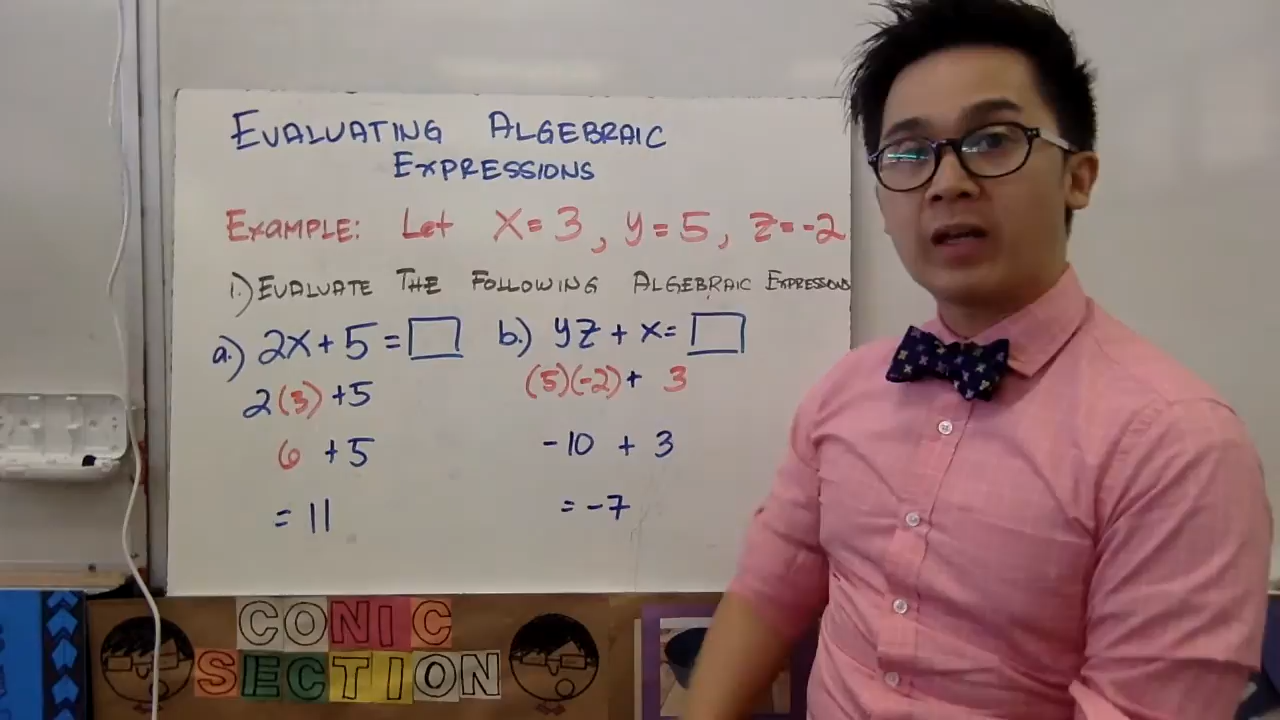 EVALUATING ALGEBRAIC
EXPRESSIONS
EXAMPLE: Let x = 3, y = 5, z = -2
1.) EVALUATE THE FOLLOWING ALGEBRAIC EXPRESSIONS
a.) 2x + 5 = □ b.) yz + x = □
2(3) + 5 (5)(-2) + 3
6 + 5 -10 + 3
= 11 = -7
CONIC
SECTION